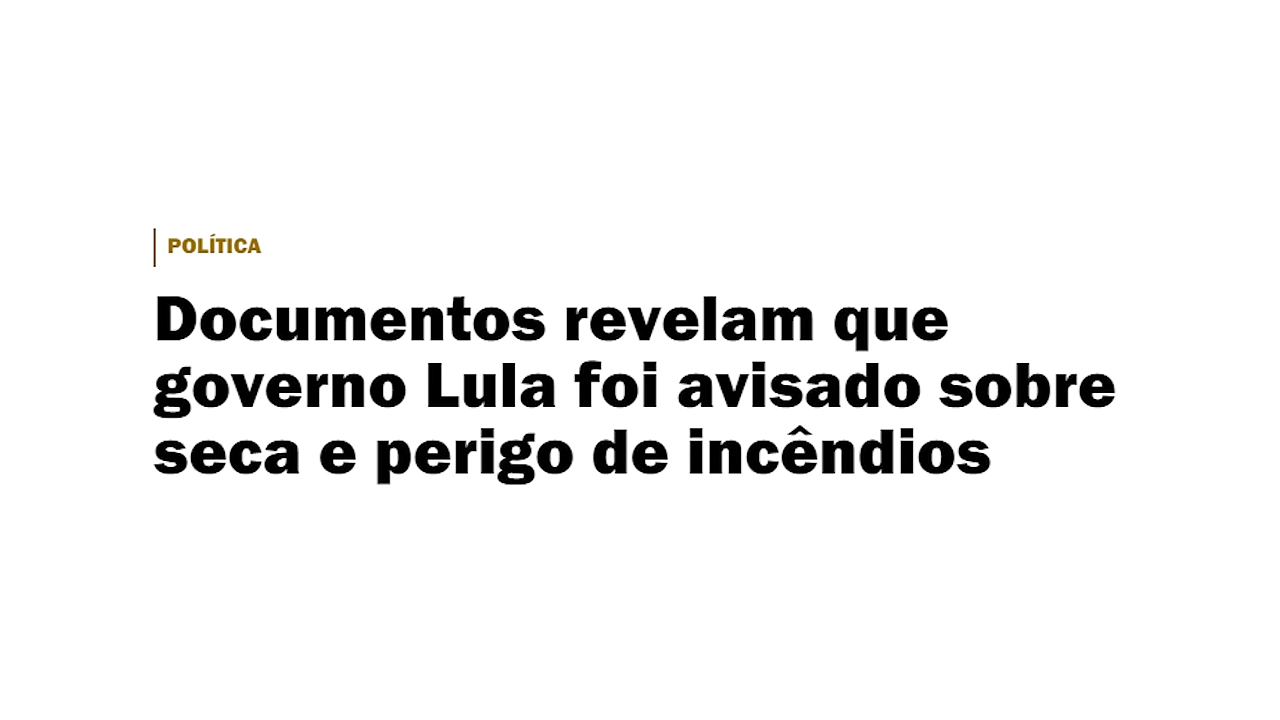 POLÍTICA
Documentos revelam que
governo Lula foi avisado sobre
seca e perigo de incêndios